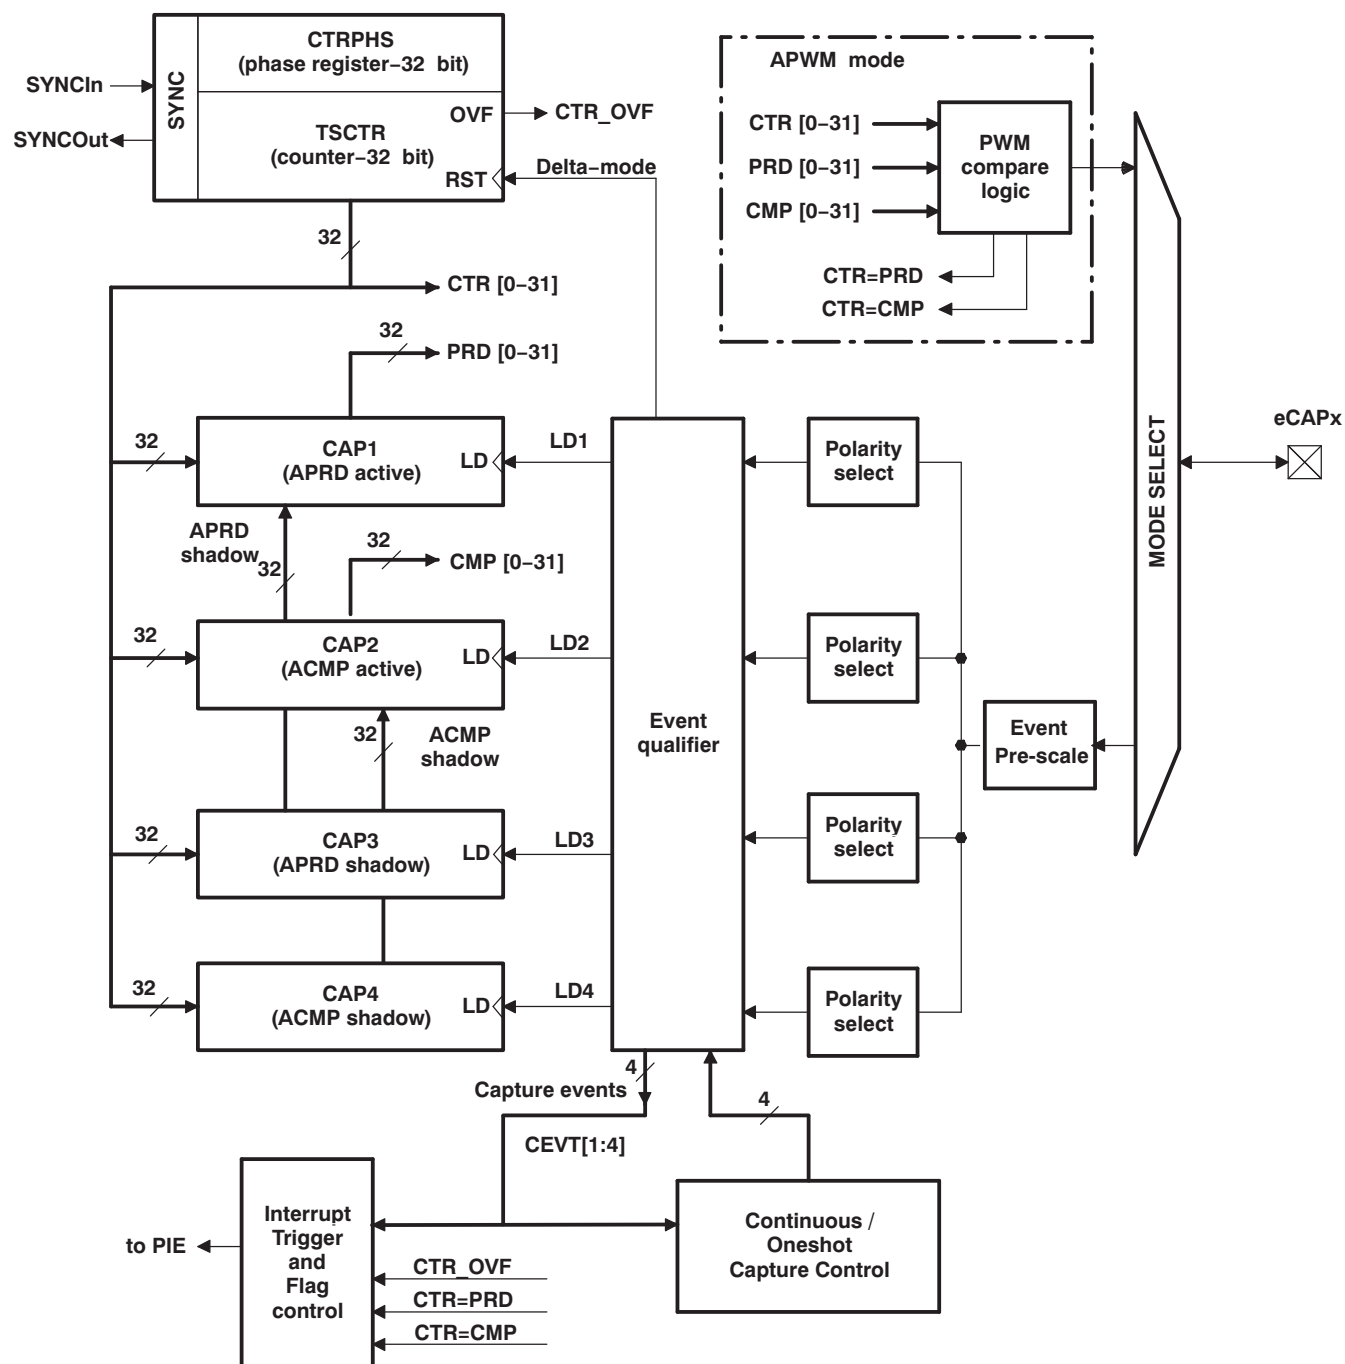 CTRPHS
(phase register−32 bit)
SYNC
SYNCIn
SYNCOut
OVF
CTR_OVF
TSCTR
(counter−32 bit)
RST
Delta−mode
APWM mode
CTR [0−31]
PRD [0−31]
CMP [0−31]
PWM
compare
logic
CTR=PRD
CTR=CMP
32
CTR [0−31]
32
PRD [0−31]
32
CAP1
(APRD active)
LD
LD1
Polarity
select
eCAPx
MODE SELECT
APRD
shadow
32
32
CMP [0−31]
32
CAP2
(ACMP active)
LD
LD2
Polarity
select
32
ACMP
shadow
Event
qualifier
Event
Pre-scale
32
CAP3
(APRD shadow)
LD
LD3
Polarity
select
32
CAP4
(ACMP shadow)
LD
LD4
Polarity
select
4
Capture events
4
CEVT[1:4]
Interrupt
Trigger
and
Flag
control
to PIE
Continuous /
Oneshot
Capture Control
CTR_OVF
CTR=PRD
CTR=CMP